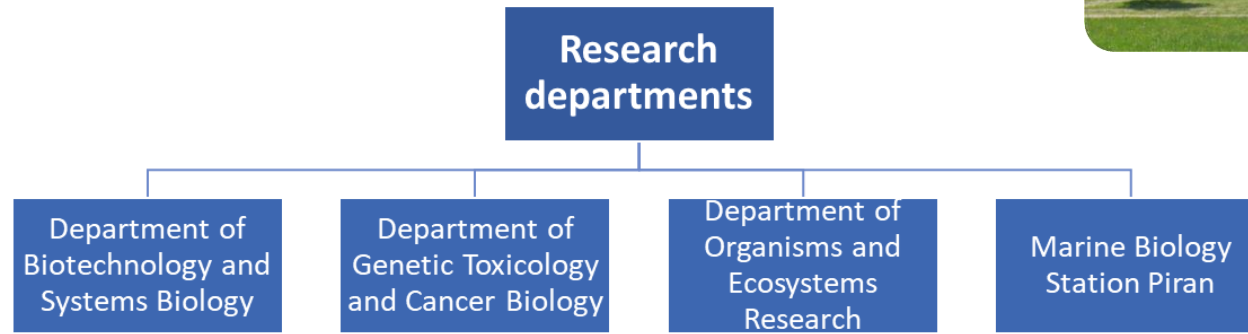 Research
departments
Department of
Biotechnology and
Systems Biology
Department of
Genetic Toxicology
and Cancer Biology
Department of
Organisms and
Ecosystems
Research
Marine Biology
Station Piran